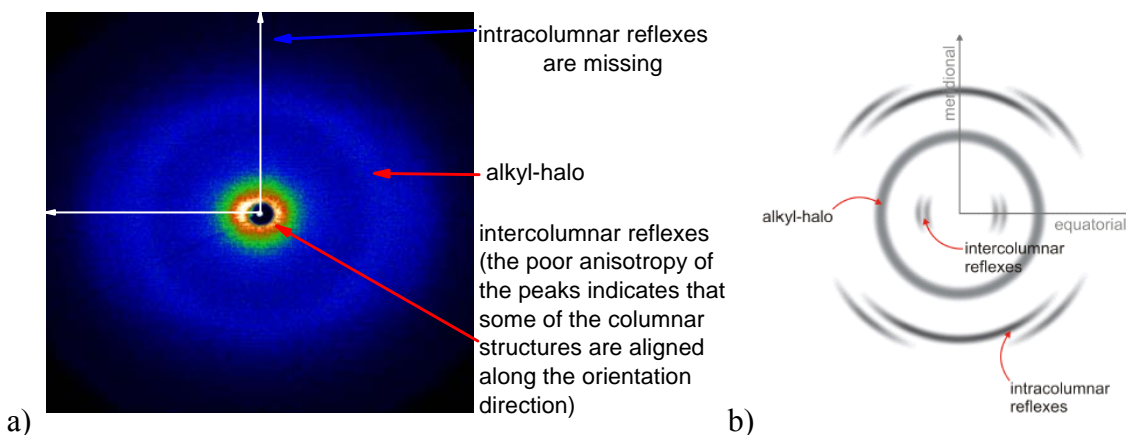 intracolumnar reflexes
are missing
alkyl-halo
intercolumnar reflexes
(the poor anisotropy of
the peaks indicates that
some of the columnar
structures are aligned
along the orientation
direction)
a)
meridional
alkyl-halo
equatorial
intercolumnar
reflexes
intracolumnar
reflexes
b)